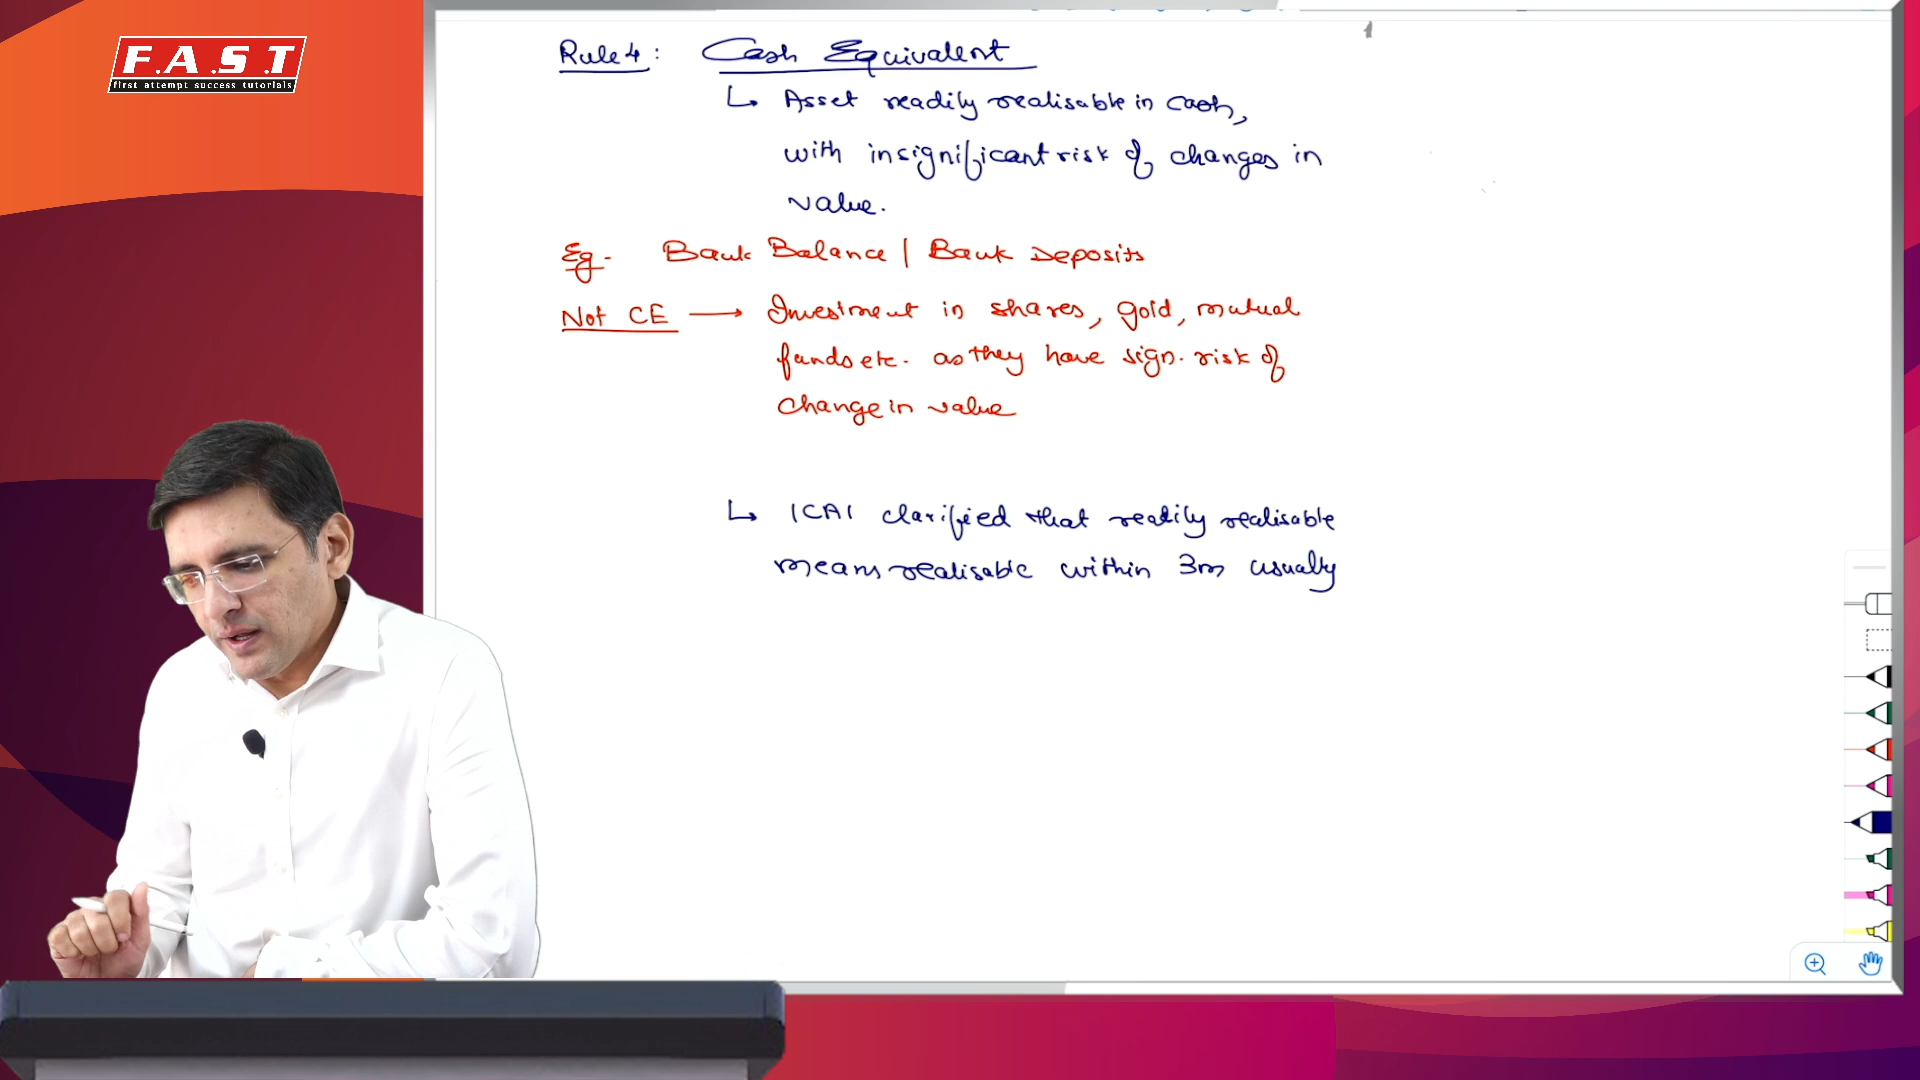 F.A.S.T
first attempt success tutorials
Rule 4 : Cash Equivalent
↳ Asset readily realisable in cash,
with insignificant risk of changes in
value.
Eg. - Bank Balance | Bank Deposits
Not CE → Investment in shares, gold, mutual
funds etc. as they have sign. risk of
change in value
↳ ICAI clarified that readily realisable
means realisable within 3m usually